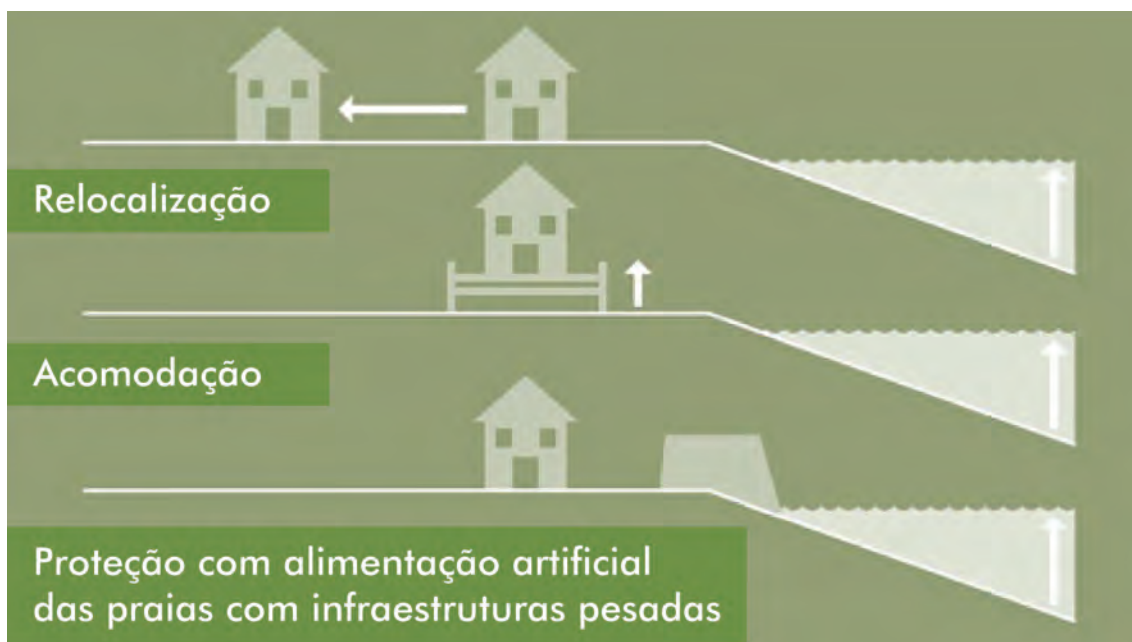 Relocalização
Acomodação
Proteção com alimentação artificial
das praias com infraestruturas pesadas